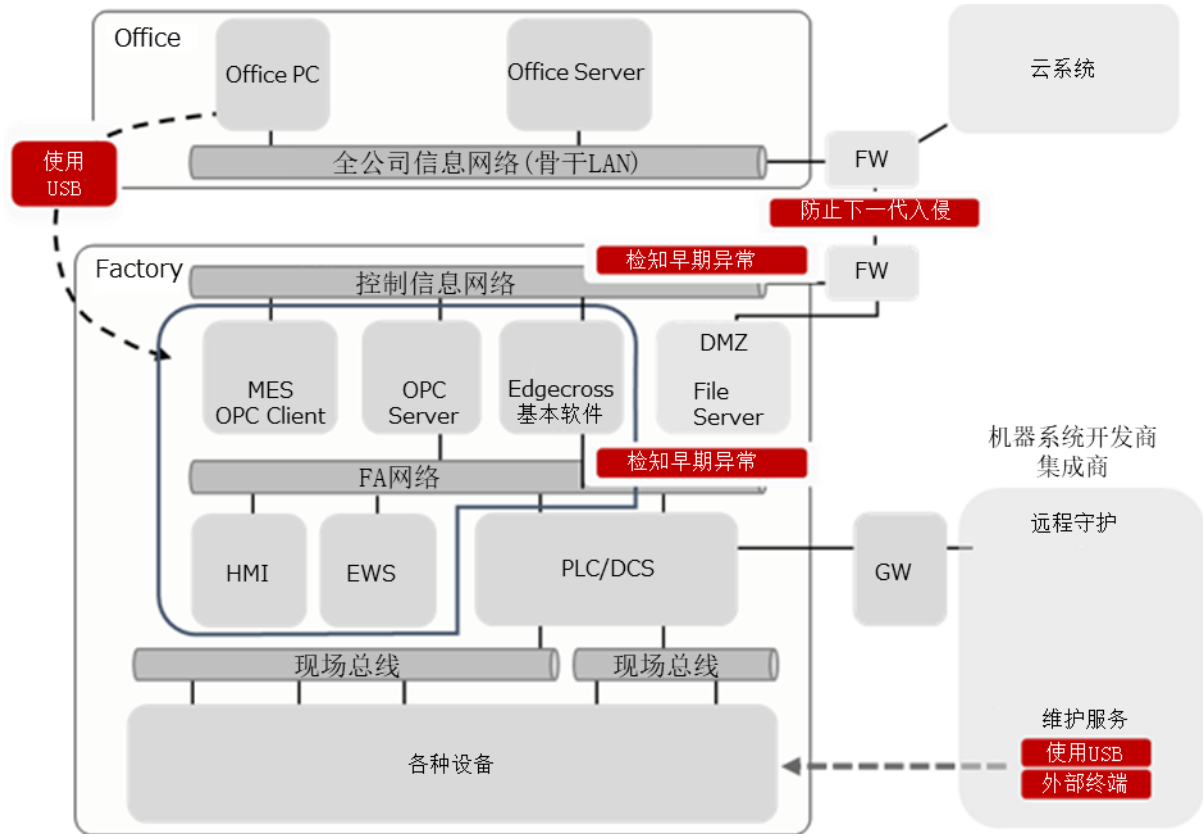 Office
Office PC
Office Server
云系统
使用
USB
全公司信息网络(骨干LAN)
FW
防止下一代入侵
Factory
检知早期异常
控制信息网络
FW
MES
OPC Client
OPC
Server
Edgecross
基本软件
DMZ
File
Server
检知早期异常
FA网络
机器系统开发商
集成商
HMI
EWS
PLC/DCS
GW
远程守护
现场总线
现场总线
各种设备
维护服务
使用USB
外部终端